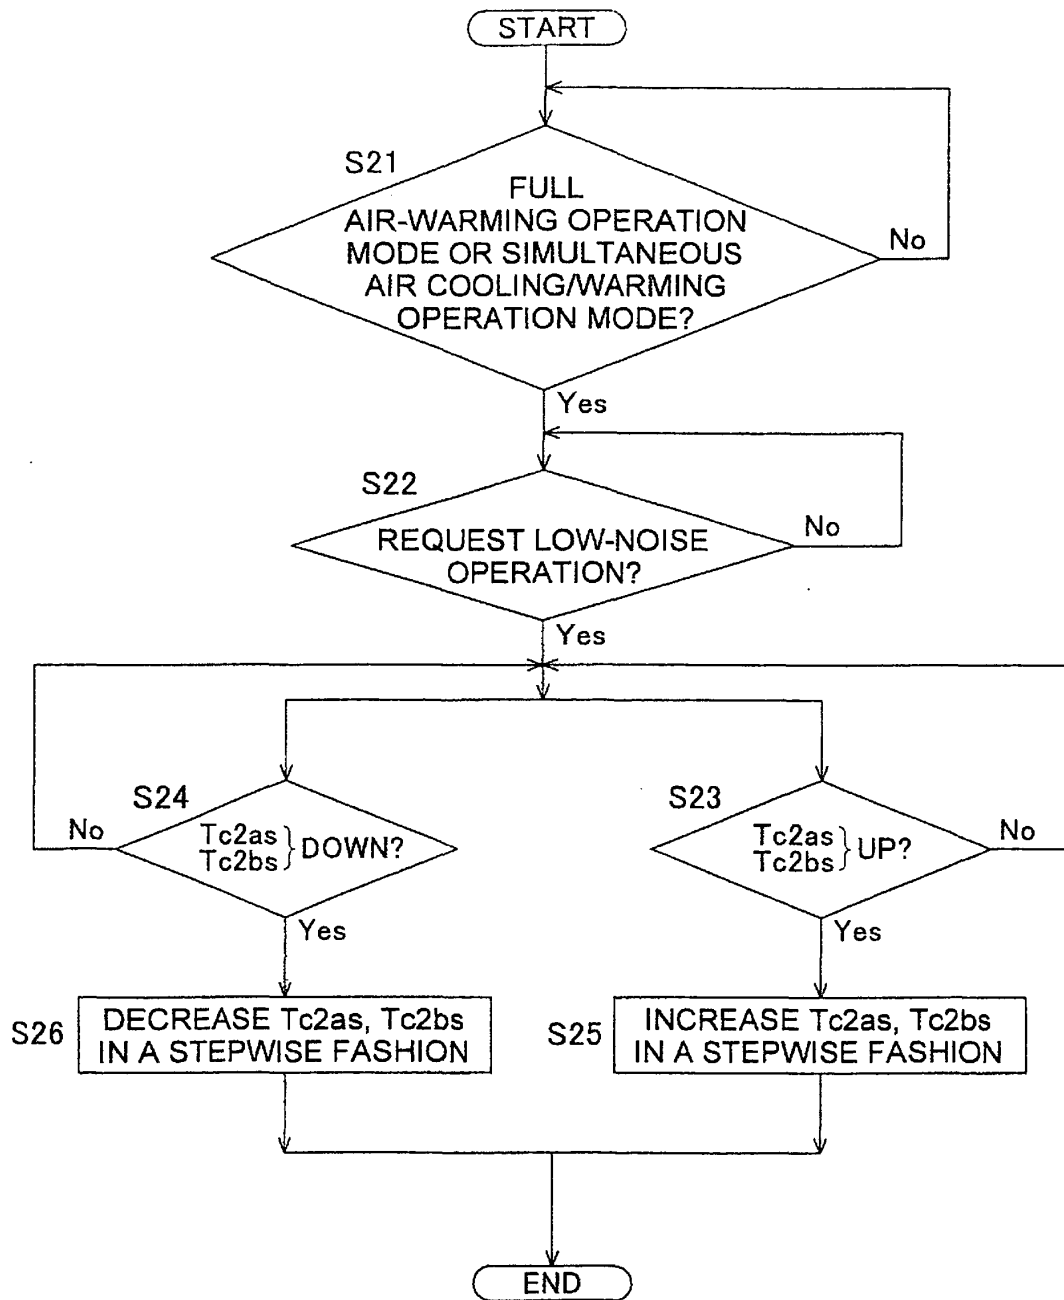 START
S21
FULL
AIR-WARMING OPERATION
MODE OR SIMULTANEOUS
AIR COOLING/WARMING
OPERATION MODE?
No
Yes
S22
REQUEST LOW-NOISE
OPERATION?
No
Yes
S24
Tc2as
Tc2bs
} DOWN?
No
Yes
S23
Tc2as
Tc2bs
} UP?
No
Yes
S26
DECREASE Tc2as, Tc2bs
IN A STEPWISE FASHION
S25
INCREASE Tc2as, Tc2bs
IN A STEPWISE FASHION
END